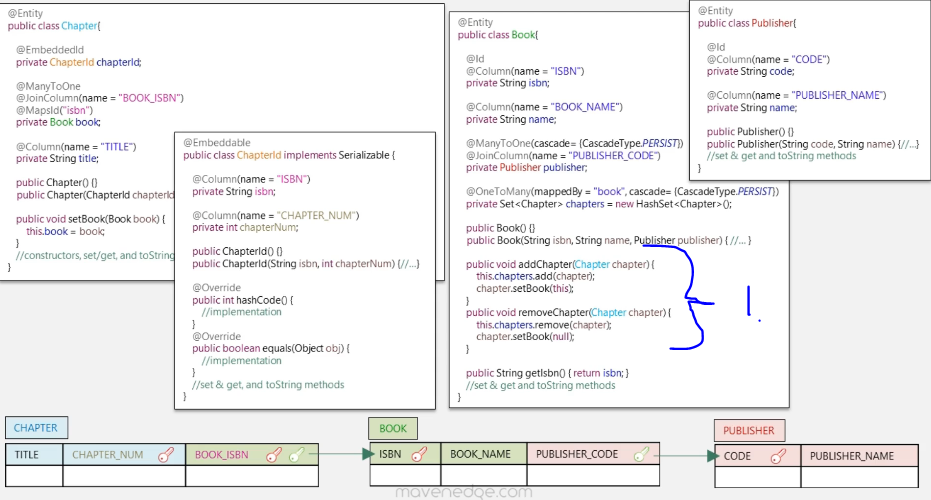 @Entity
public class Chapter{
@EmbeddedId
private ChapterId chapterId;
@ManyToOne
@JoinColumn(name = "BOOK_ISBN")
@MapsId("isbn")
private Book book;
@Column(name = "TITLE")
private String title;
public Chapter() {}
public Chapter(ChapterId chapterId
public void setBook(Book book) {
this.book = book;
}
//constructors, set/get, and toString
}
@Embeddable
public class ChapterId implements Serializable {
@Column(name = "ISBN")
private String isbn;
@Column(name = "CHAPTER_NUM")
private int chapterNum;
public ChapterId() {}
public ChapterId(String isbn, int chapterNum) {//...}
@Override
public int hashCode() {
//implementation
}
@Override
public boolean equals(Object obj) {
//implementation
}
//set & get, and toString methods
}
@Entity
public class Book{
@Id
@Column(name = "ISBN")
private String isbn;
@Column(name = "BOOK_NAME")
private String name;
@ManyToOne(cascade= {CascadeType.PERSIST})
@JoinColumn(name = "PUBLISHER_CODE")
private Publisher publisher;
@OneToMany(mappedBy = "book", cascade= {CascadeType.PERSIST})
private Set<Chapter> chapters = new HashSet<Chapter>();
public Book() {}
public Book(String isbn, String name, Publisher publisher) { //... }
public void addChapter(Chapter chapter) {
this.chapters.add(chapter);
chapter.setBook(this);
}
public void removeChapter(Chapter chapter) {
this.chapters.remove(chapter);
chapter.setBook(null);
}
1.
public String getIsbn() { return isbn; }
//set & get and toString methods
}
@Entity
public class Publisher{
@Id
@Column(name = "CODE")
private String code;
@Column(name = "PUBLISHER_NAME")
private String name;
public Publisher() {}
public Publisher(String code, String name) {//...}
//set & get and toString methods
}
CHAPTER
TITLE CHAPTER_NUM BOOK_ISBN
BOOK
ISBN BOOK_NAME PUBLISHER_CODE
PUBLISHER
CODE PUBLISHER_NAME
mavenedge.com